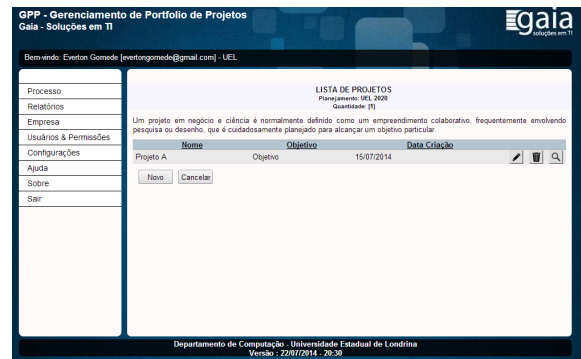 GPP - Gerenciamento de Portfolio de Projetos
Gaia - Soluções em TI
gaia
soluções em TI
Bem-vindo: Everton Gomede [evertongomede@gmail.com] - UEL
Processo
Relatórios
Empresa
Usuários & Permissões
Configurações
Ajuda
Sobre
Sair
LISTA DE PROJETOS
Planejamento: UEL 2020
Quantidade: [1]
Um projeto em negócio e ciência é normalmente definido como um empreendimento colaborativo, frequentemente envolvendo
pesquisa ou desenho, que é cuidadosamente planejado para alcançar um objetivo particular.
Nome Objetivo Data Criação
Projeto A Objetivo 15/07/2014
Novo Cancelar
Departamento de Computação - Universidade Estadual de Londrina
Versão : 22/07/2014 - 20:30